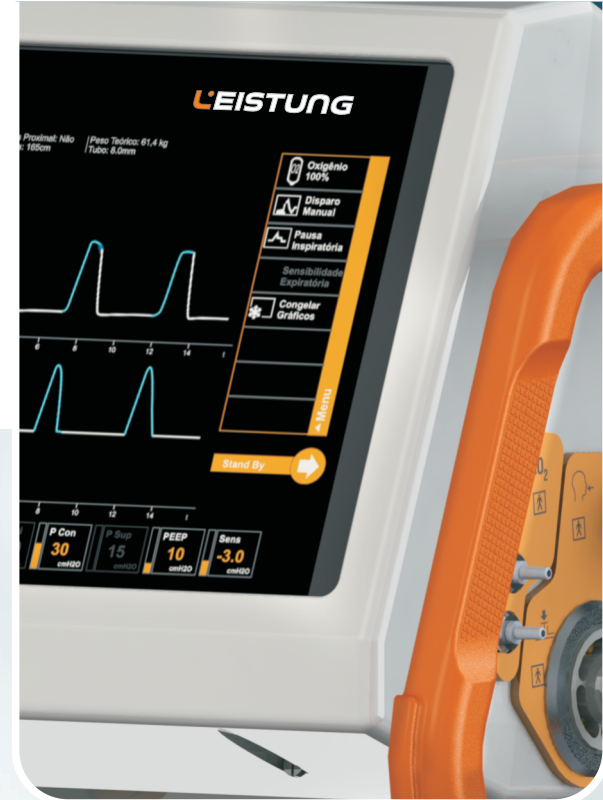 LEISTUNG
Proximal: Não
Peso Teórico: 61,4 kg
165cm
Tubo: 8.0mm
O2
Oxigênio
100%
Disparo
Manual
Pausa
Inspiratória
Sensibilidade
Expiratória
Congelar
Gráficos
Menu
6 8 10 12 14 t
Stand By
8 10 12 14 t
P Con
30
cmH2O
P Sup
15
cmH2O
PEEP
10
cmH2O
Sens
-3.0
cmH2O
O2